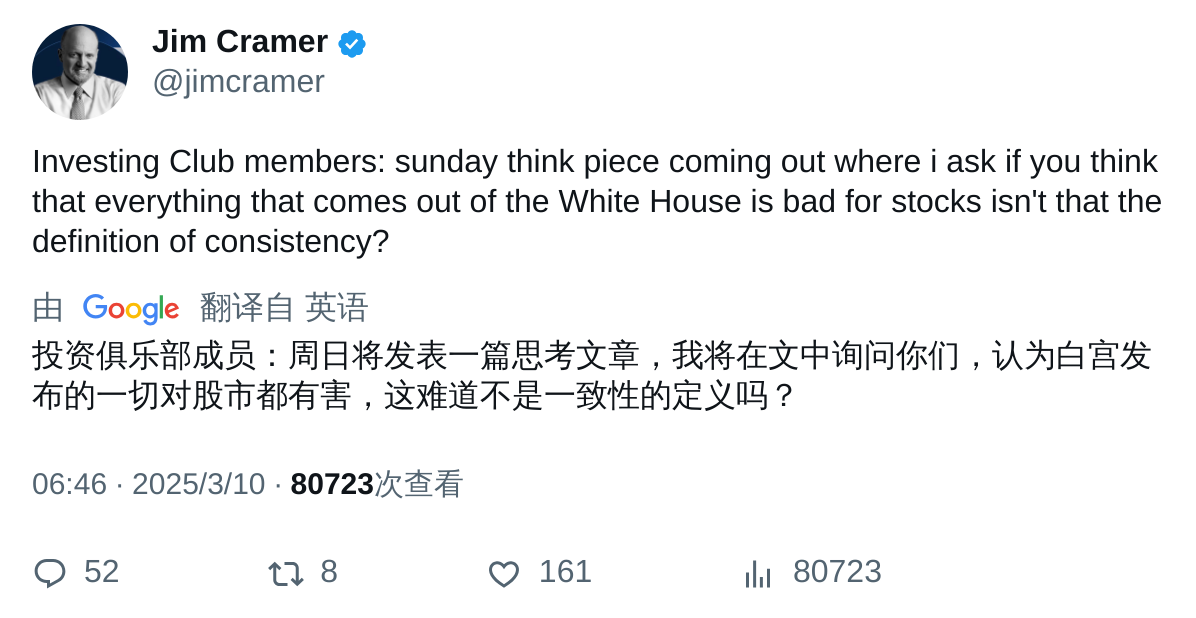 Jim Cramer
@jimcramer
Investing Club members: sunday think piece coming out where i ask if you think
that everything that comes out of the White House is bad for stocks isn't that the
definition of consistency?
由 Google 翻译自 英语
投资俱乐部成员：周日将发表一篇思考文章，我将在文中询问你们，认为白宫发
布的一切对股市都有害，这难道不是一致性的定义吗？
06:46 · 2025/3/10 · 80723次查看
52 8 161 80723